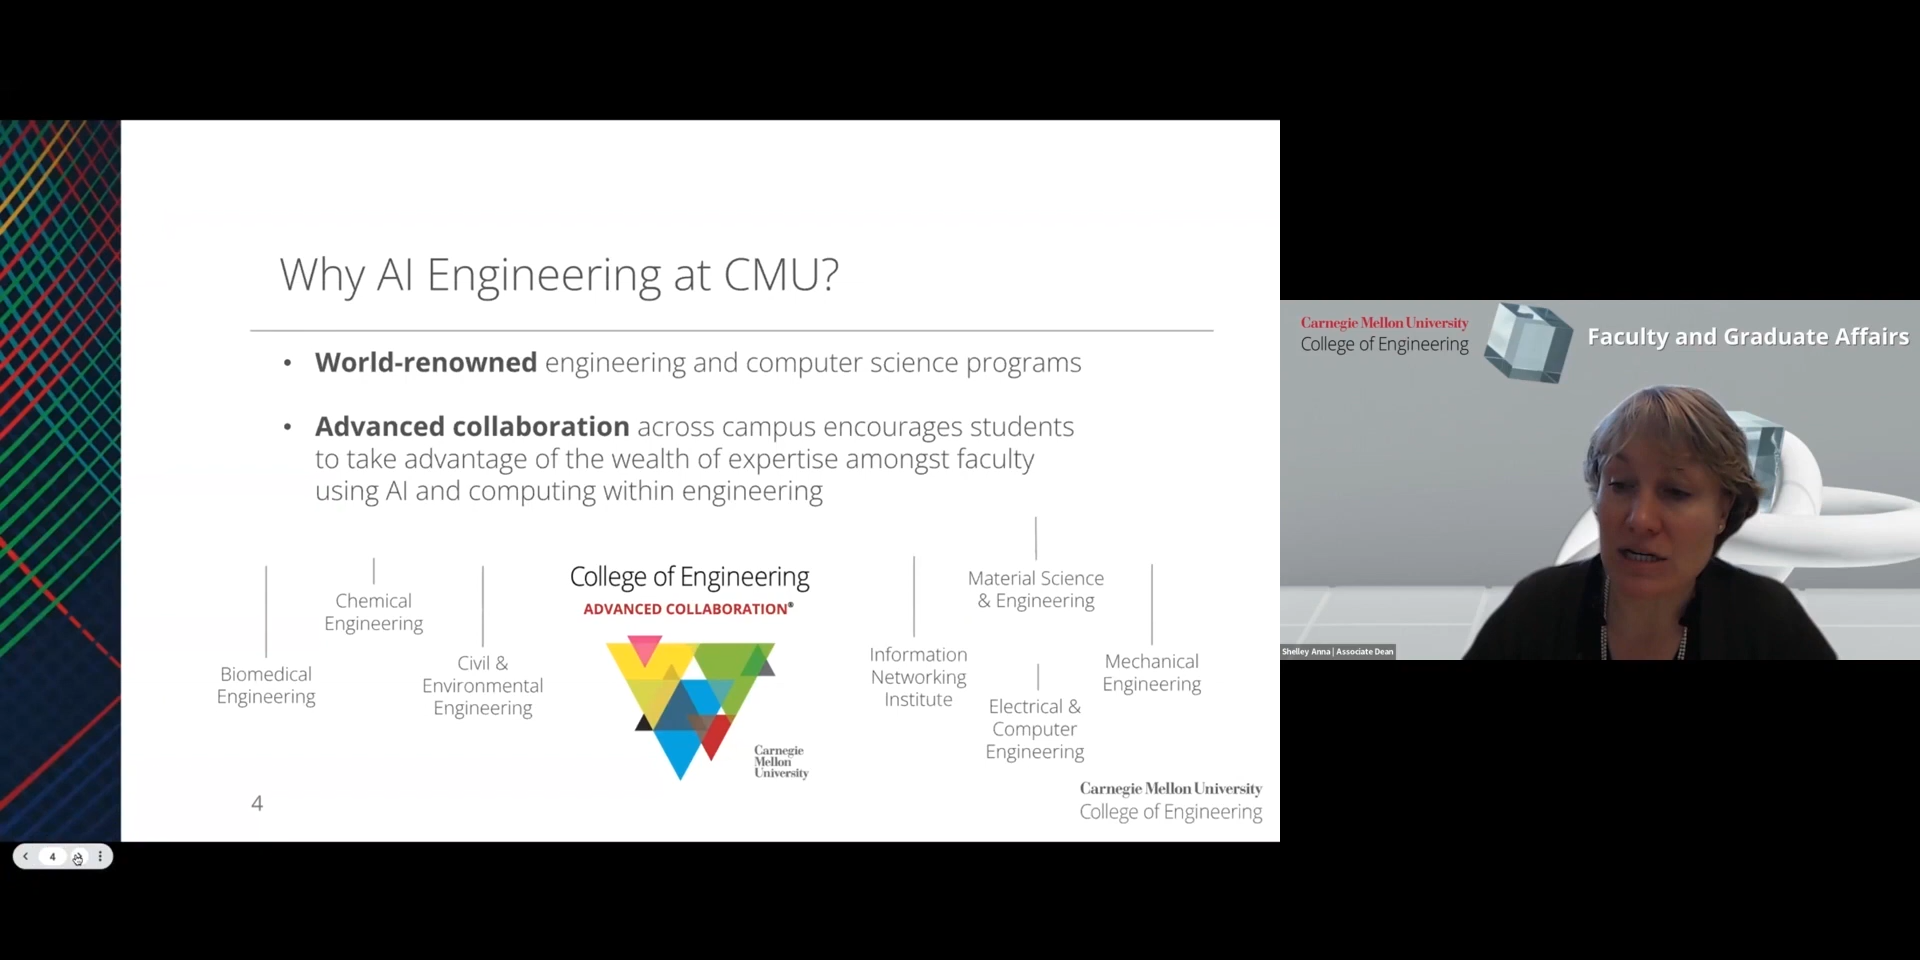 Why AI Engineering at CMU?
• World-renowned engineering and computer science programs
• Advanced collaboration across campus encourages students
to take advantage of the wealth of expertise amongst faculty
using AI and computing within engineering
Biomedical
Engineering
Chemical
Engineering
Civil &
Environmental
Engineering
College of Engineering
ADVANCED COLLABORATION®
Carnegie
Mellon
University
Information
Networking
Institute
Material Science
& Engineering
Electrical &
Computer
Engineering
Mechanical
Engineering
4
Carnegie Mellon University
College of Engineering
4
Carnegie Mellon University
College of Engineering
Faculty and Graduate Affairs
Shelley Anna | Associate Dean